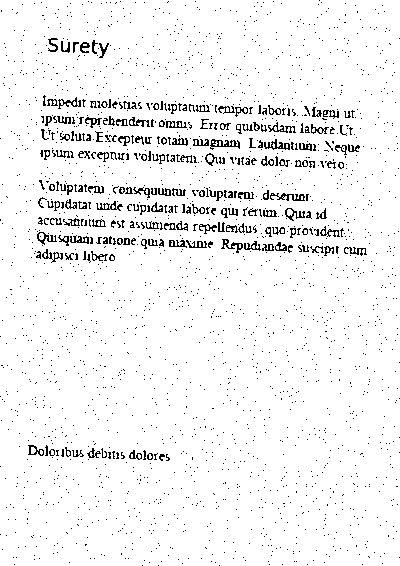 Surety
Impedit molestias voluptatum tempor laboris. Magni ut
ipsum reprehenderit omnis. Error quibusdam labore. Ut.
Ut soluta. Excepteur totam magnam. Laudantium. Neque
ipsum excepturi voluptatem. Qui vitae dolor non vero.
Voluptatem, consequuntur, voluptatem, deserunt.
Cupidatat unde cupidatat labore qui rerum. Quia id
accusantium est assumenda repellendus, quo provident.
Quisquam ratione quia maxime. Repudiandae suscipit cum
adipisci libero
Doloribus debitis dolores